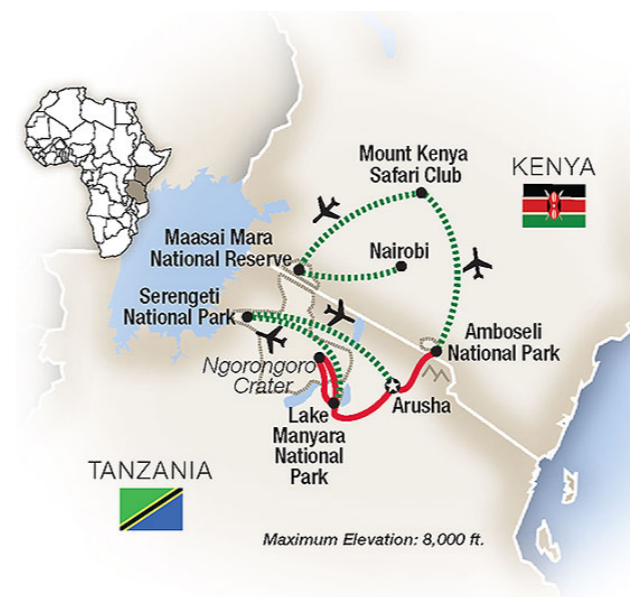 Mount Kenya
Safari Club
KENYA
Maasai Mara
National Reserve
Nairobi
Serengeti
National Park
Amboseli
National Park
Ngorongoro
Crater
Arusha
Lake
Manyara
National
Park
TANZANIA
Maximum Elevation: 8,000 ft.